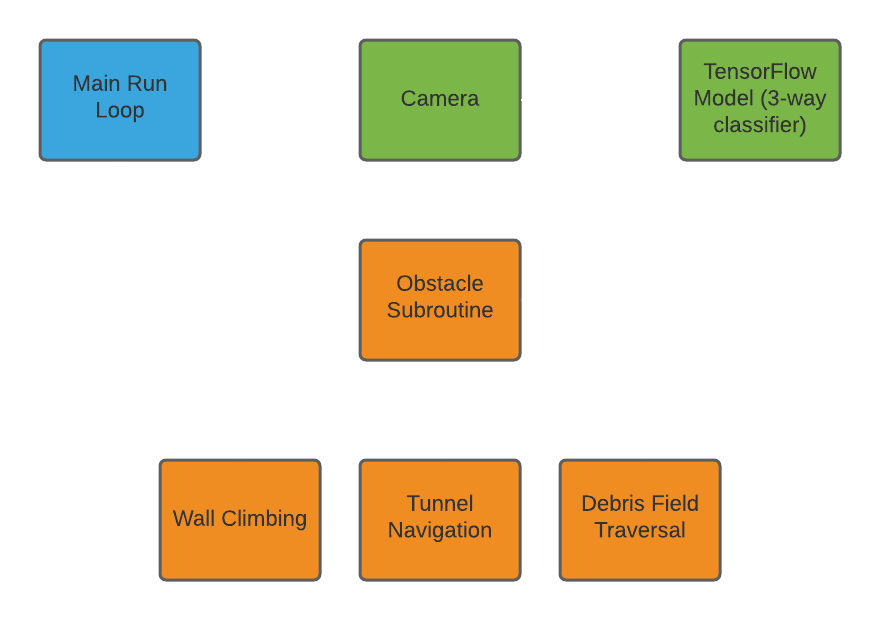 Main Run
Loop
Camera
TensorFlow
Model (3-way
classifier)
Obstacle
Subroutine
Wall Climbing
Tunnel
Navigation
Debris Field
Traversal